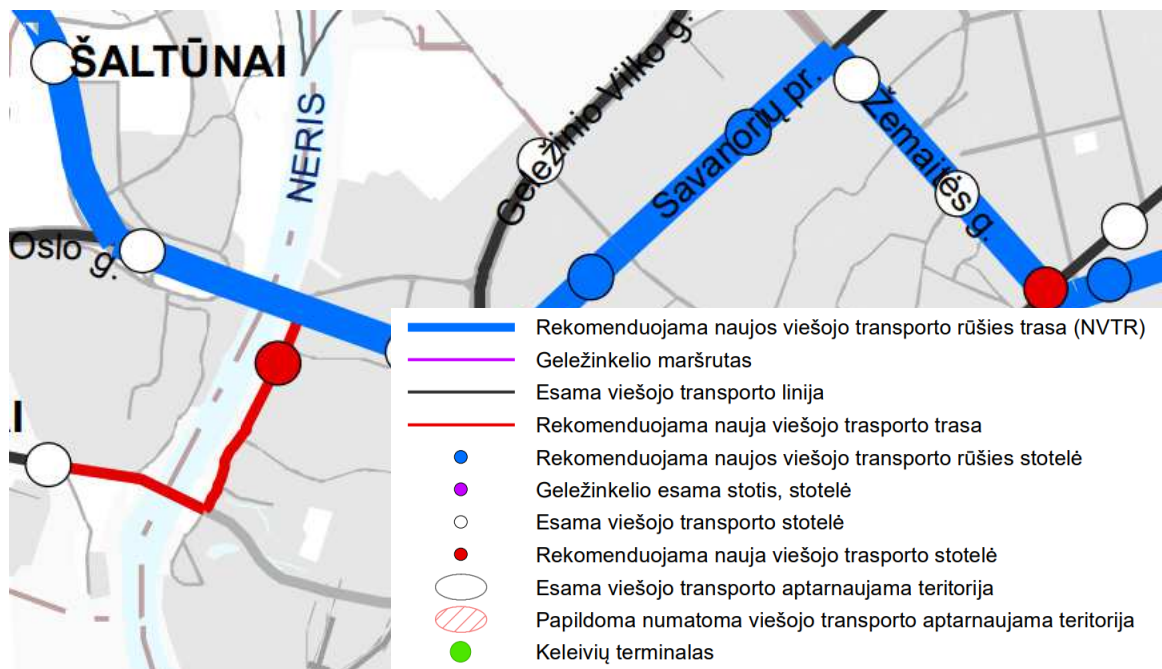 ŠALTŪNAI
NERIS
Geležinio Vilko g.
Savanorių pr.
Žemaitės g.
Oslo g.
I
Rekomenduojama naujos viešojo transporto rūšies trasa (NVTR)
Geležinkelio maršrutas
Esama viešojo transporto linija
Rekomenduojama nauja viešojo trasporto trasa
Rekomenduojama naujos viešojo transporto rūšies stotelė
Geležinkelio esama stotis, stotelė
Esama viešojo transporto stotelė
Rekomenduojama nauja viešojo trasporto stotelė
Esama viešojo transporto aptarnaujama teritorija
Papildoma numatoma viešojo transporto aptarnaujama teritorija
Keleivių terminalas